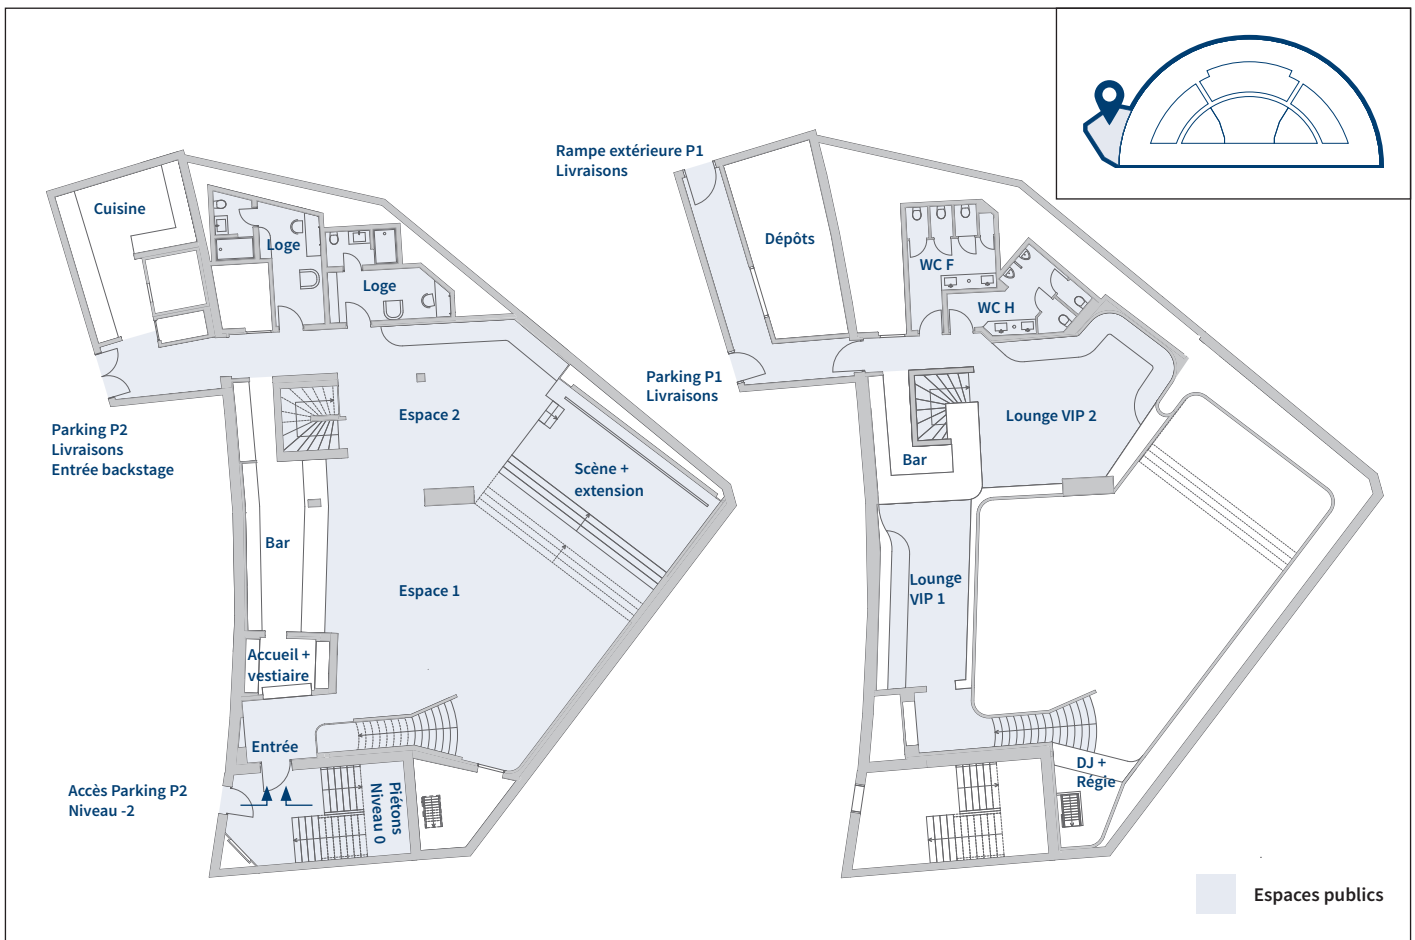 Rampe extérieure P1
Livraisons
Cuisine
Loge
Loge
Dépôts
WC F
WC H
Parking P1
Livraisons
Parking P2
Livraisons
Entrée backstage
Espace 2
Scène +
extension
Bar
Espace 1
Lounge VIP 2
Bar
Lounge
VIP 1
Accueil +
vestiaire
Entrée
Accès Parking P2
Niveau -2
Piétons
Niveau 0
DJ +
Régie
Espaces publics